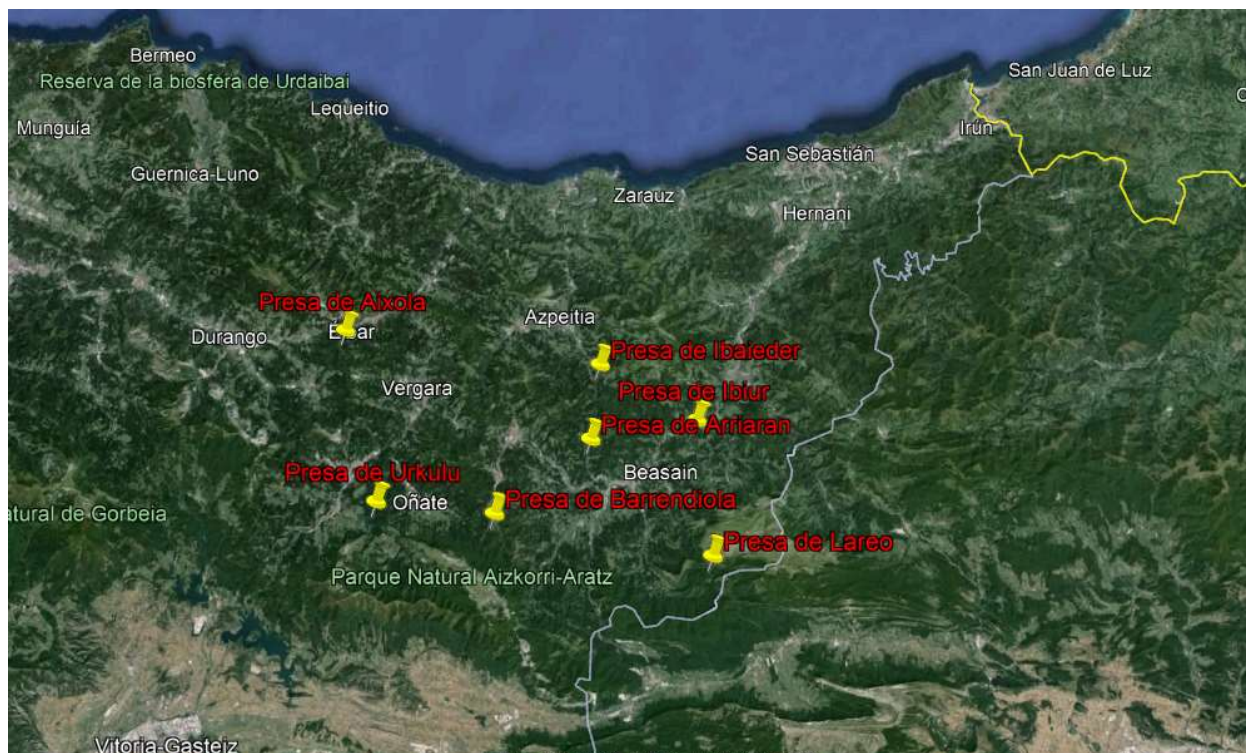 Bermeo
Reserva de la biosfera de Urdaibai
San Juan de Luz
Lequeitio
Munguía
Irún
San Sebastián
Guernica-Luno
Zarauz
Hernani
Presa de Aixola
Azpeitia
Durango
Presa de Ibaieder
Vergara
Presa de Ibiur
Presa de Arriaran
Presa de Urkulu
Beasain
Oñate
Presa de Barrendiola
atural de Gorbeia
Presa de Lareo
Parque Natural Aizkorri-Aratz
Vitoria-Gasteiz